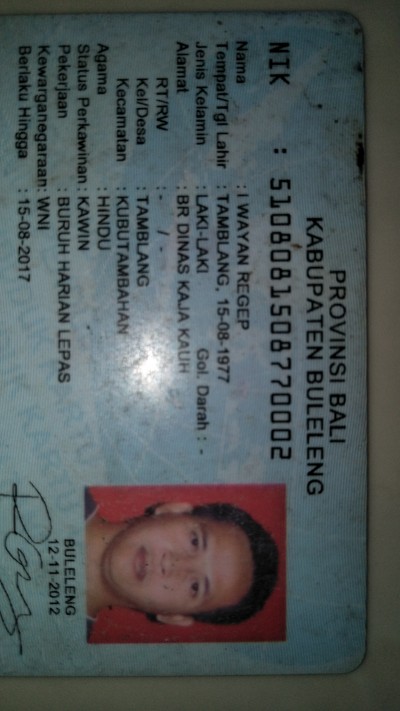 PROVINSI BALI
KABUPATEN BULELENG
NIK : 5108081508770002
Nama : I WAYAN REGEP
Tempat/Tgl Lahir : TAMBLANG, 15-08-1977
Jenis Kelamin : LAKI-LAKI Gol. Darah : -
Alamat : BR DINAS KAJA KAUH
RT/RW : - / -
Kel/Desa : TAMBLANG
Kecamatan : KUBUTAMBAHAN
Agama : HINDU
Status Perkawinan : KAWIN
Pekerjaan : BURUH HARIAN LEPAS
Kewarganegaraan: WNI
Berlaku Hingga : 15-08-2017
BULELENG
12-11-2012